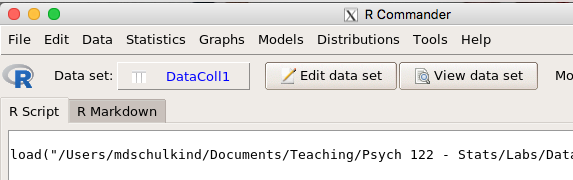 R Commander
File Edit Data Statistics Graphs Models Distributions Tools Help
R Data set: DataColl1 Edit data set View data set Mo
R Script R Markdown
load("/Users/mdschulkind/Documents/Teaching/Psych 122 - Stats/Labs/Data